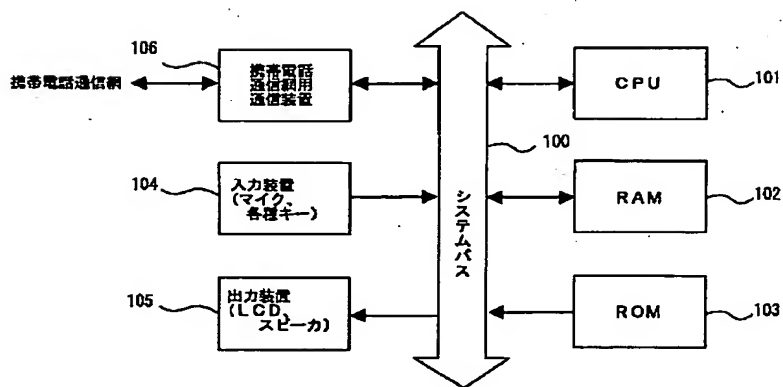 106
携帯電話通信網
携帯電話
通信網用
通信装置
CPU
101
100
104
入力装置
(マイク、
各種キー)
システムバス
RAM
102
105
出力装置
(LCD、
スピーカ)
ROM
103